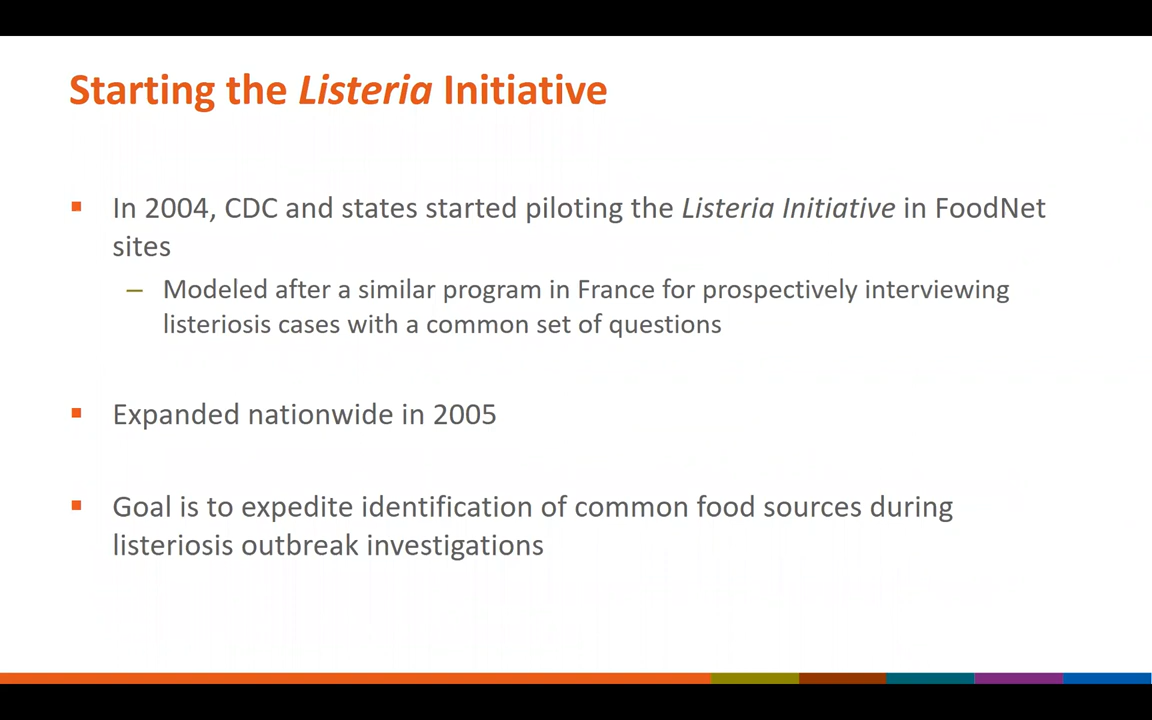 Starting the Listeria Initiative
▪ In 2004, CDC and states started piloting the Listeria Initiative in FoodNet
sites
– Modeled after a similar program in France for prospectively interviewing
listeriosis cases with a common set of questions
▪ Expanded nationwide in 2005
▪ Goal is to expedite identification of common food sources during
listeriosis outbreak investigations